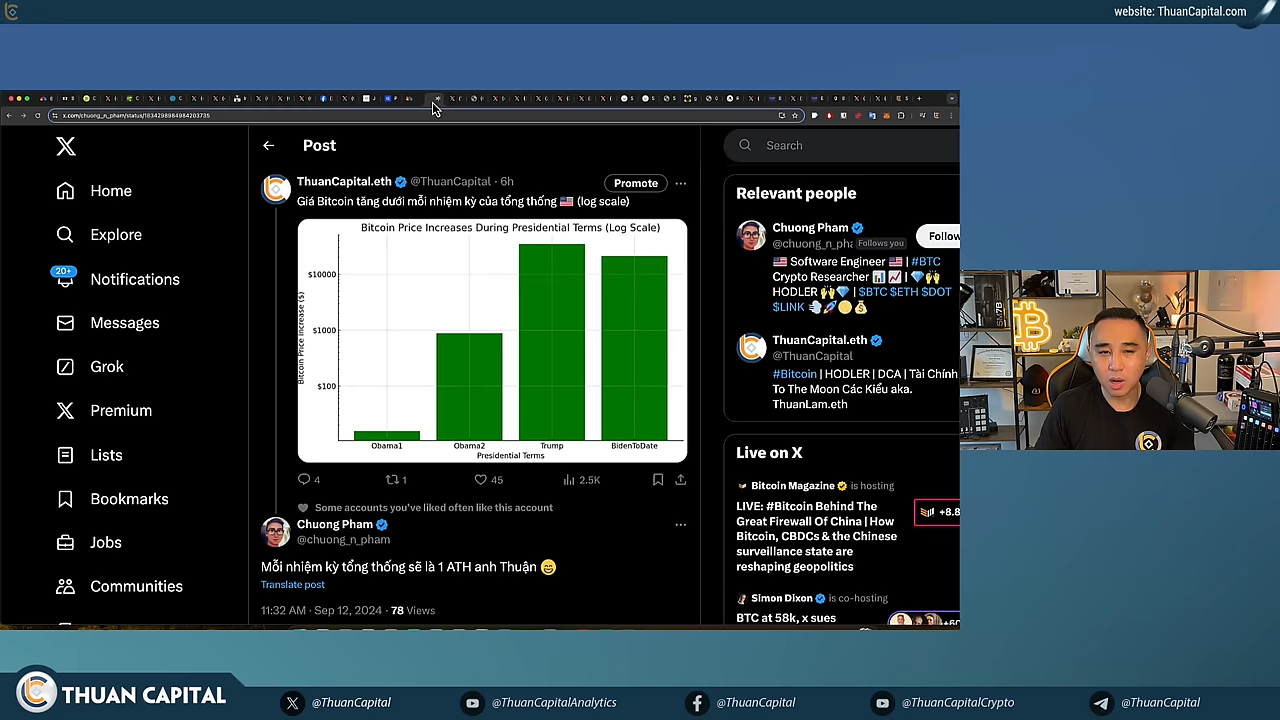 website: ThuanCapital.com
x.com/chuong_n_pham/status/1834298984984203735
Post
Search
Home
Explore
20+
Notifications
Messages
Grok
Premium
Lists
Bookmarks
Jobs
Communities
ThuanCapital.eth @ThuanCapital · 6h
Promote
Giá Bitcoin tăng dưới mỗi nhiệm kỳ của tổng thống 🇺🇸 (log scale)
Bitcoin Price Increases During Presidential Terms (Log Scale)
Bitcoin Price Increase ($)
$10000
$1000
$100
Obama1 Obama2 Trump BidenToDate
Presidential Terms
4 1 45 2.5K
Some accounts you've liked often like this account
Chuong Pham
@chuong_n_pham
Mỗi nhiệm kỳ tổng thống sẽ là 1 ATH anh Thuận 😄
Translate post
11:32 AM · Sep 12, 2024 · 78 Views
Relevant people
Chuong Pham
@chuong_n_pha Follows you
Follow
🇺🇸 Software Engineer 🇺🇸 | #BTC
Crypto Researcher 📊📈 | 💎🙌
HODLER 🙌💎 | $BTC $ETH $DOT
$LINK 💨🚀🌕💰
ThuanCapital.eth
@ThuanCapital
#Bitcoin | HODLER | DCA | Tài Chính
To The Moon Các Kiểu aka.
ThuanLam.eth
Live on X
Bitcoin Magazine is hosting
LIVE: #Bitcoin Behind The
Great Firewall Of China | How
Bitcoin, CBDCs & the Chinese
surveillance state are
reshaping geopolitics
+8.8
Simon Dixon is co-hosting
BTC at 58k, x sues
SM7B
THUAN CAPITAL
@ThuanCapital
@ThuanCapitalAnalytics
@ThuanCapital
@ThuanCapitalCrypto
@ThuanCapital